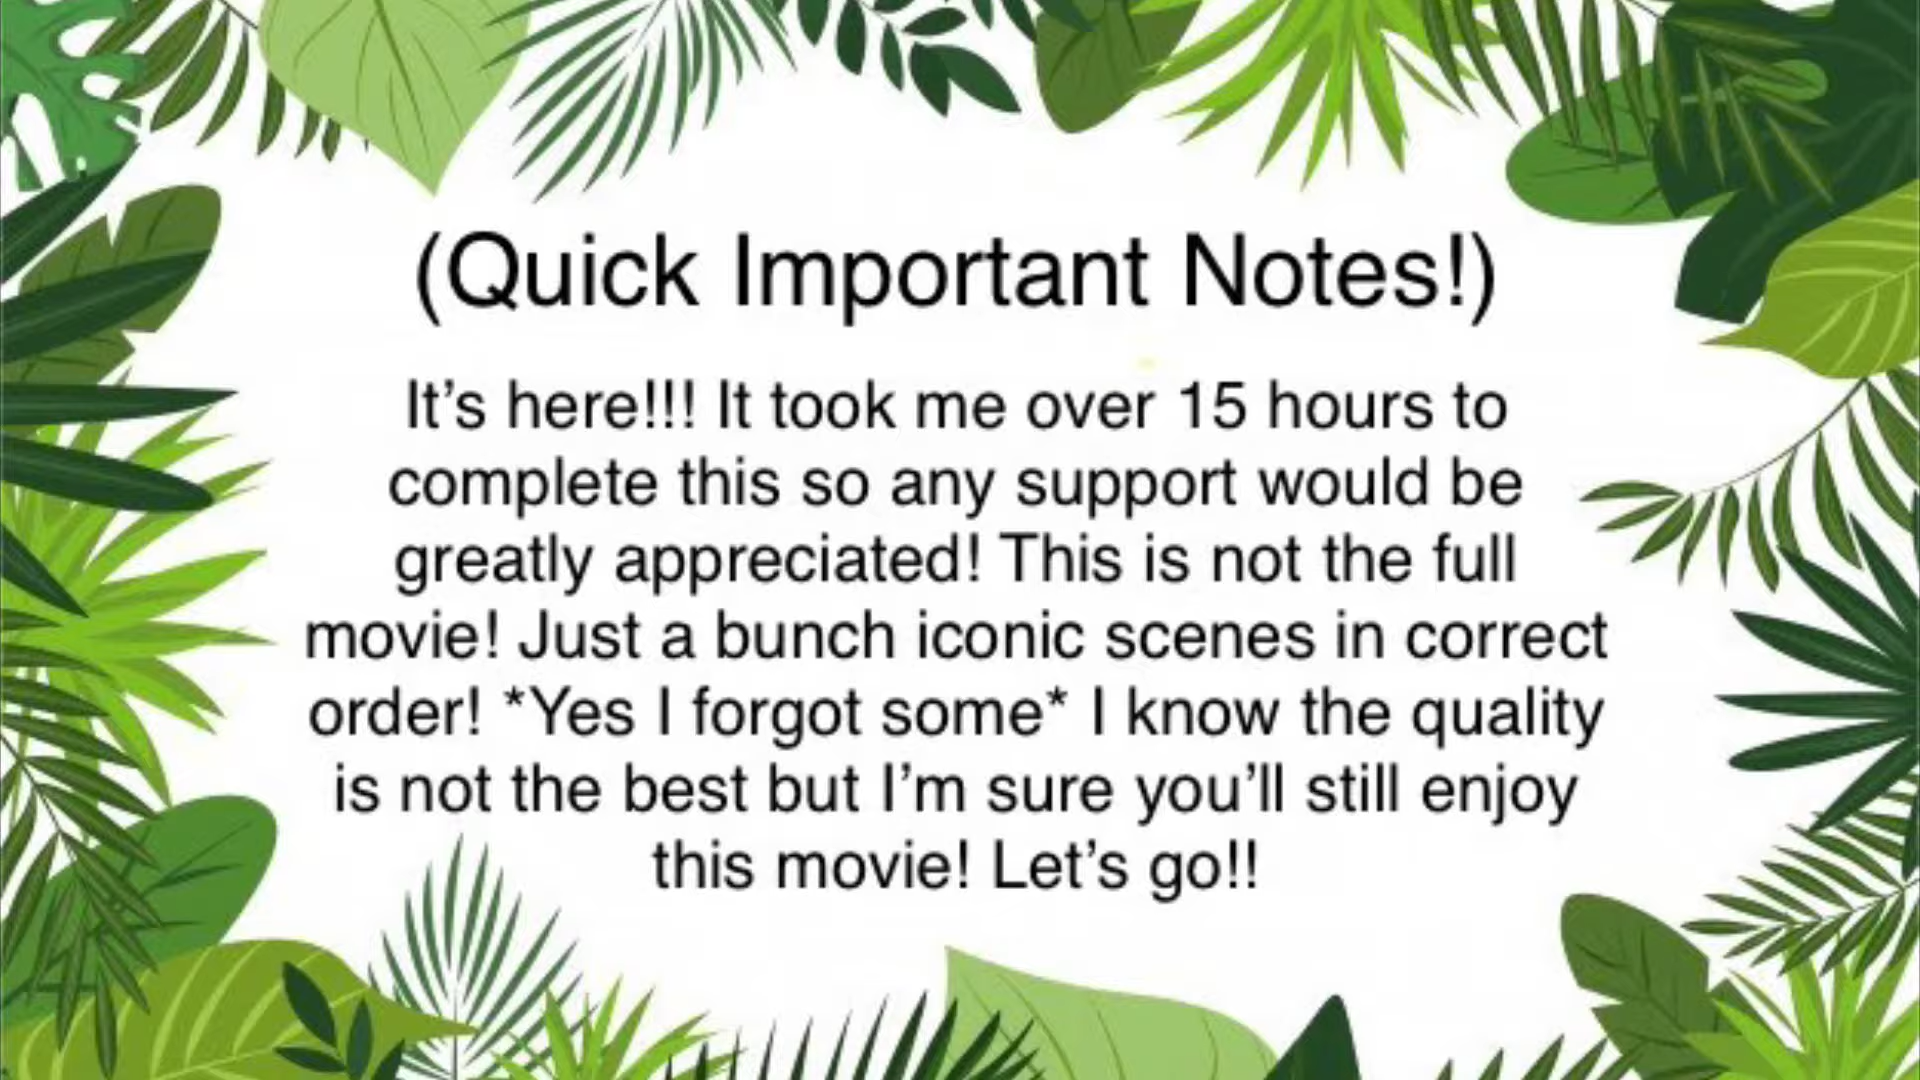 (Quick Important Notes!)
It’s here!!! It took me over 15 hours to
complete this so any support would be
greatly appreciated! This is not the full
movie! Just a bunch iconic scenes in correct
order! *Yes I forgot some* I know the quality
is not the best but I’m sure you’ll still enjoy
this movie! Let’s go!!